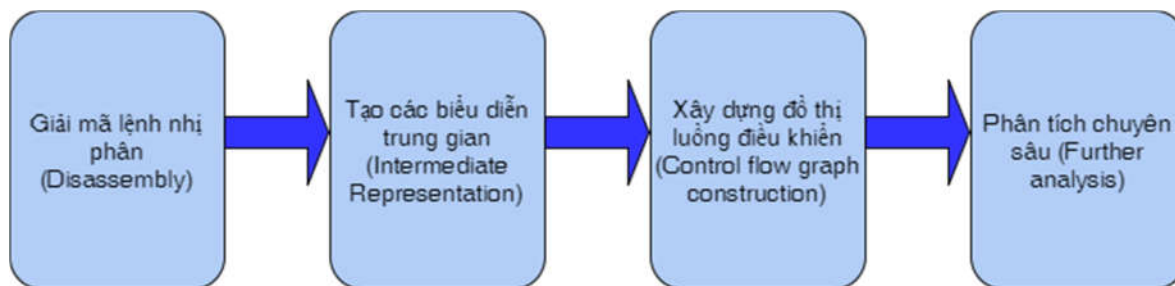 Giải mã lệnh nhị
phân
(Disassembly)
Tạo các biểu diễn
trung gian
(Intermediate
Representation)
Xây dựng đồ thị
luồng điều khiển
(Control flow graph
construction)
Phân tích chuyên
sâu (Further
analysis)